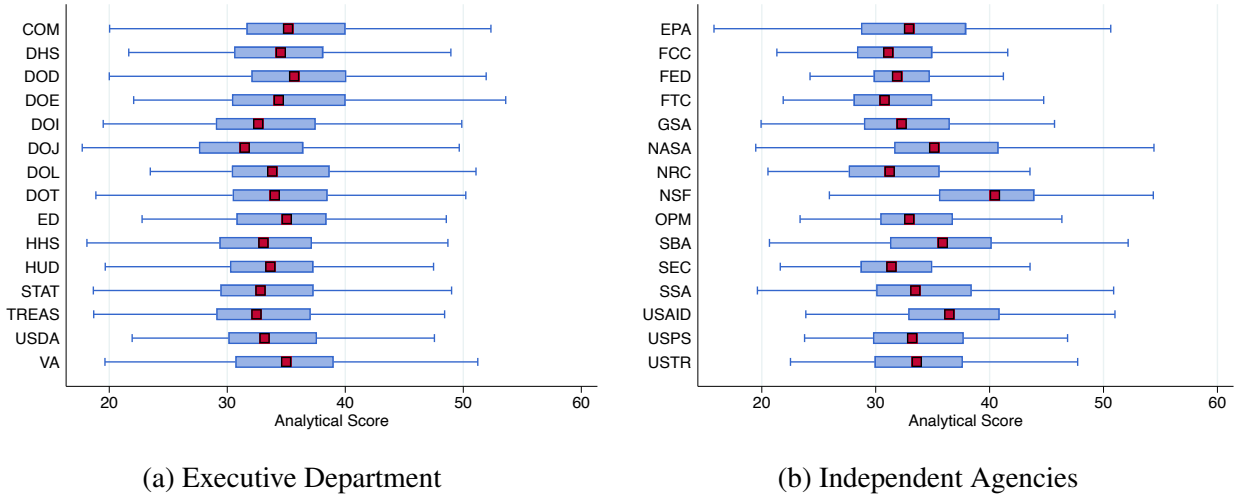 COM
DHS
DOD
DOE
DOI
DOJ
DOL
DOT
ED
HHS
HUD
STAT
TREAS
USDA
VA
20 30 40 50 60
Analytical Score
(a) Executive Department
EPA
FCC
FED
FTC
GSA
NASA
NRC
NSF
OPM
SBA
SEC
SSA
USAID
USPS
USTR
20 30 40 50 60
Analytical Score
(b) Independent Agencies